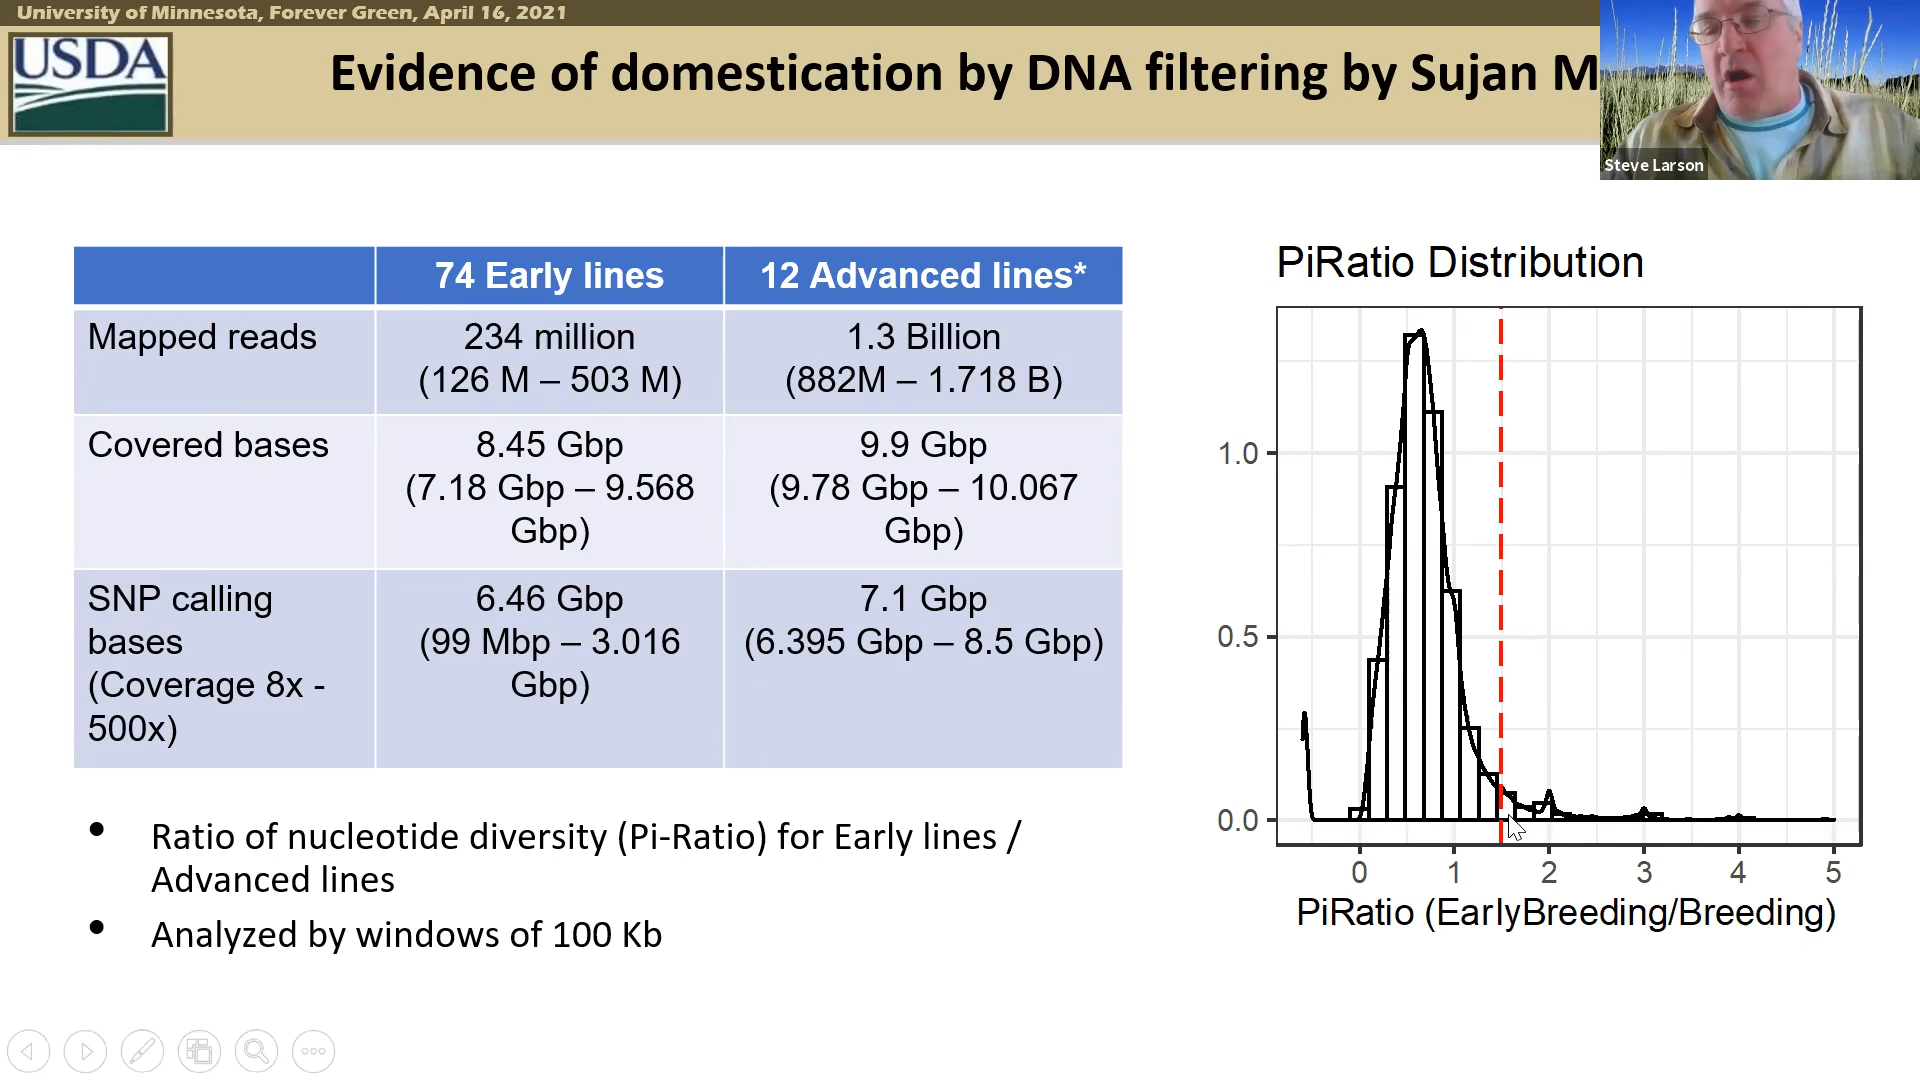 University of Minnesota, Forever Green, April 16, 2021
USDA
Evidence of domestication by DNA filtering by Sujan M
Steve Larson
74 Early lines
12 Advanced lines*
Mapped reads
234 million
(126 M – 503 M)
1.3 Billion
(882M – 1.718 B)
Covered bases
8.45 Gbp
(7.18 Gbp – 9.568
Gbp)
9.9 Gbp
(9.78 Gbp – 10.067
Gbp)
SNP calling
bases
(Coverage 8x -
500x)
6.46 Gbp
(99 Mbp – 3.016
Gbp)
7.1 Gbp
(6.395 Gbp – 8.5 Gbp)
• Ratio of nucleotide diversity (Pi-Ratio) for Early lines /
Advanced lines
• Analyzed by windows of 100 Kb
PiRatio Distribution
1.0
0.5
0.0
0 1 2 3 4 5
PiRatio (EarlyBreeding/Breeding)